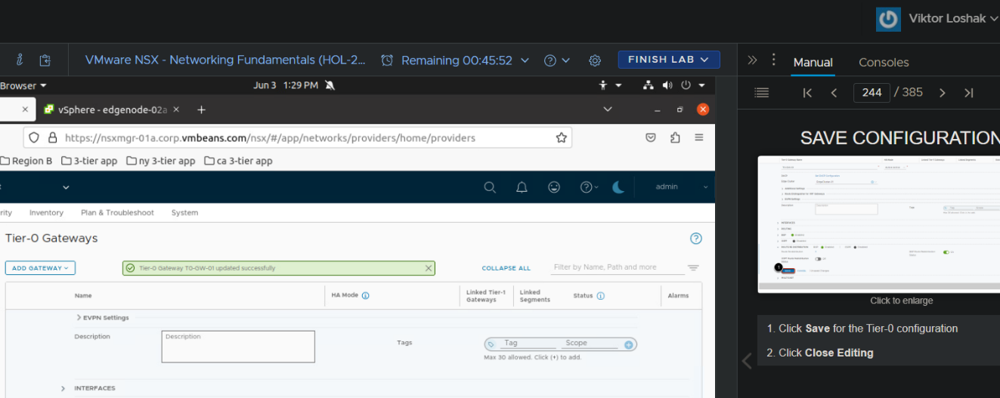 Viktor Loshak
VMware NSX - Networking Fundamentals (HOL-2...
Remaining 00:45:52
FINISH LAB
Manual
Consoles
244 / 385
Browser
Jun 3 1:29 PM
vSphere - edgenode-02a
https://nsxmgr-01a.corp.vmbeans.com/nsx/#/app/networks/providers/home/providers
Region B
3-tier app
ny 3-tier app
ca 3-tier app
admin
rity
Inventory
Plan & Troubleshoot
System
Tier-0 Gateways
ADD GATEWAY
Tier-0 Gateway T0-GW-01 updated successfully
COLLAPSE ALL
Filter by Name, Path and more
Name
HA Mode
Linked Tier-1 Gateways
Linked Segments
Status
Alarms
EVPN Settings
Description
Description
Tags
Tag
Scope
Max 30 allowed. Click (+) to add.
INTERFACES
SAVE CONFIGURATION
Click to enlarge
1. Click Save for the Tier-0 configuration
2. Click Close Editing